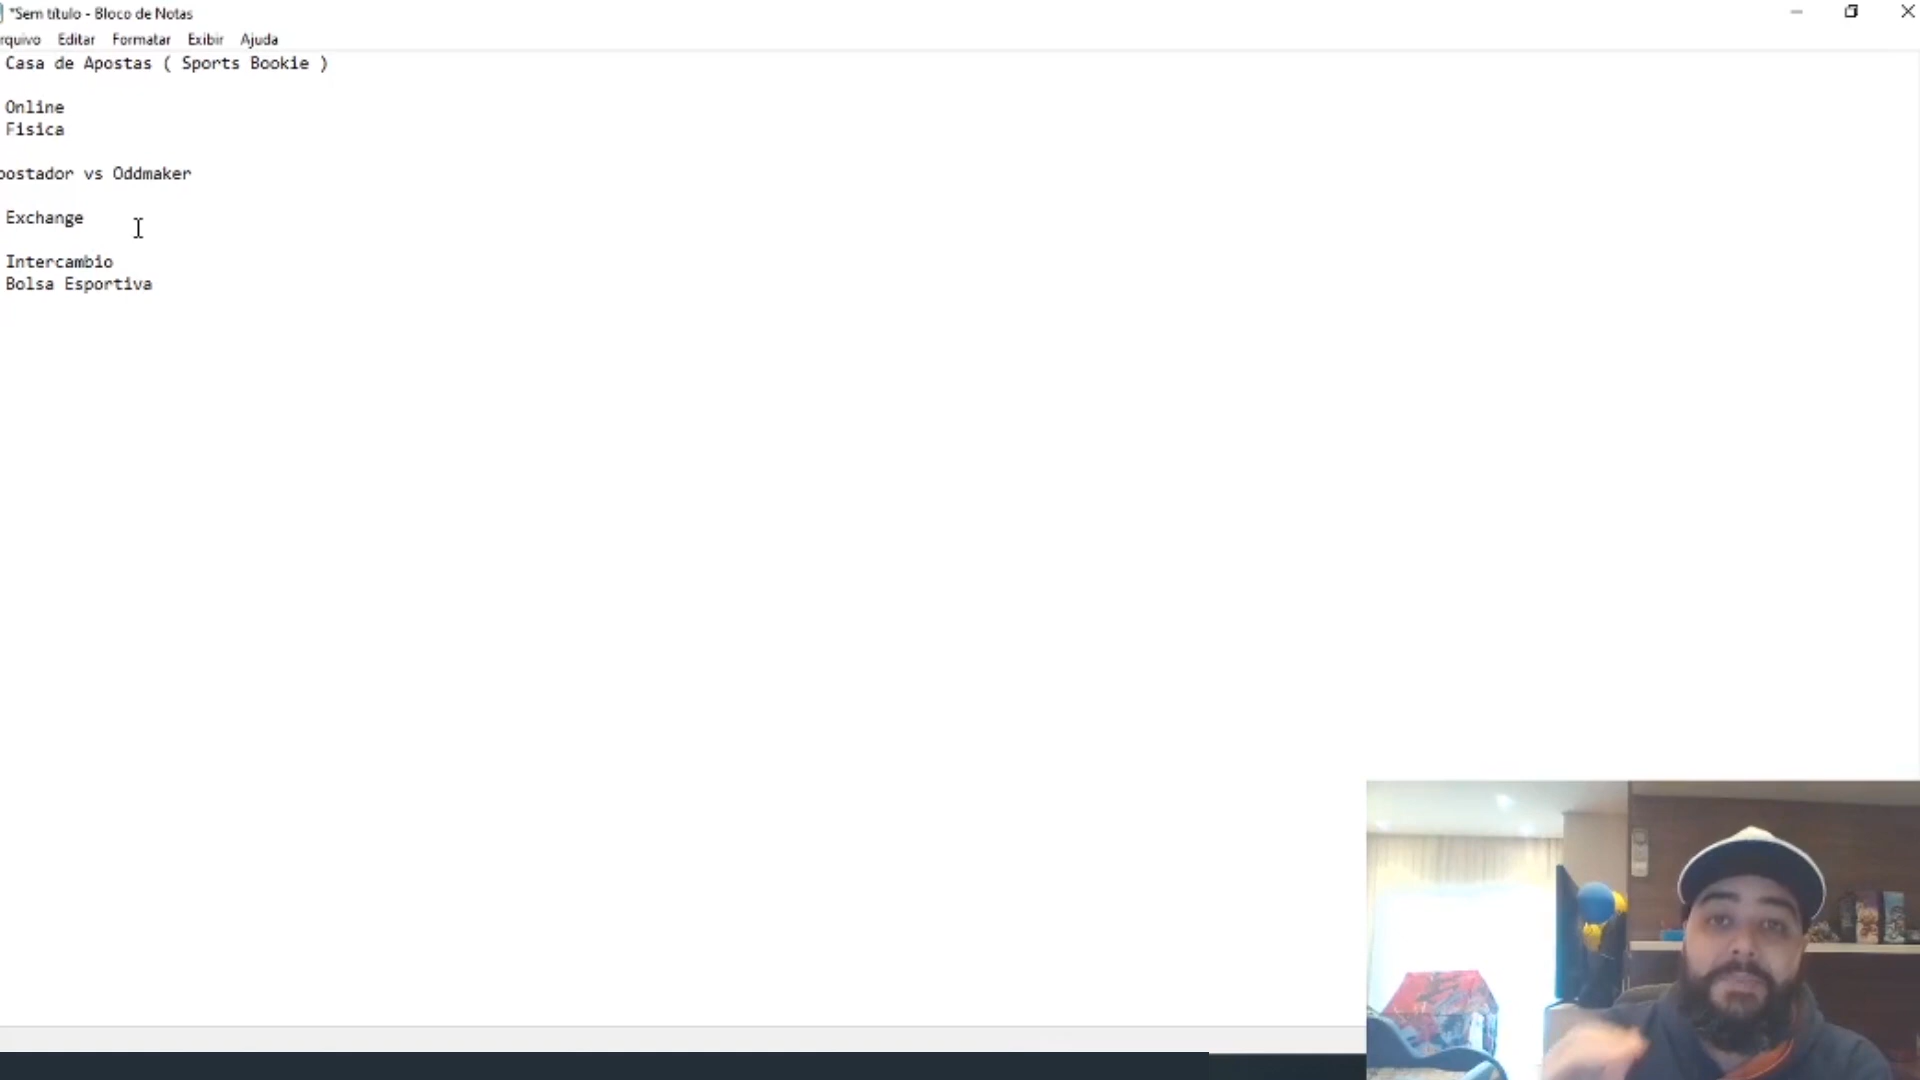 *Sem título - Bloco de Notas
rquivo Editar Formatar Exibir Ajuda
Casa de Apostas ( Sports Bookie )
Online
Fisica
postador vs Oddmaker
Exchange
Intercambio
Bolsa Esportiva